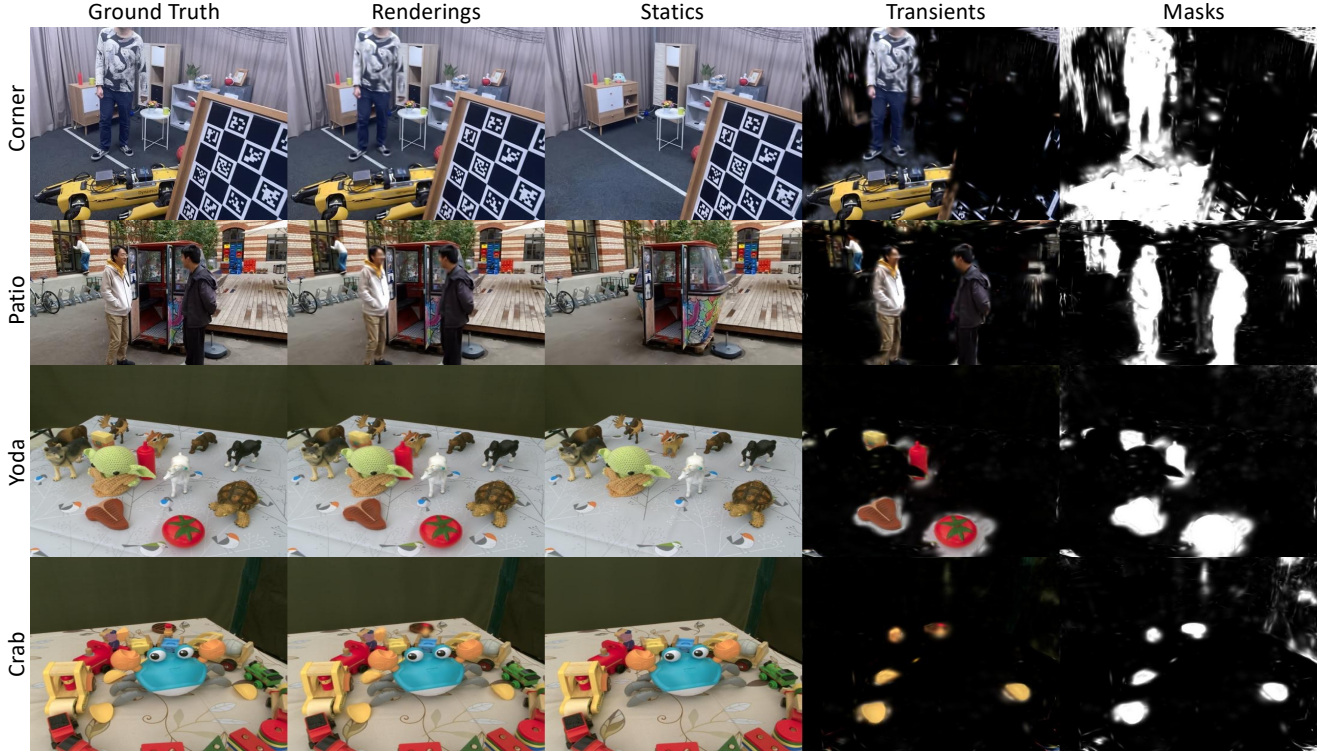 Ground Truth Renderings Statics Transients Masks
Corner
Patio
Yoda
Crab